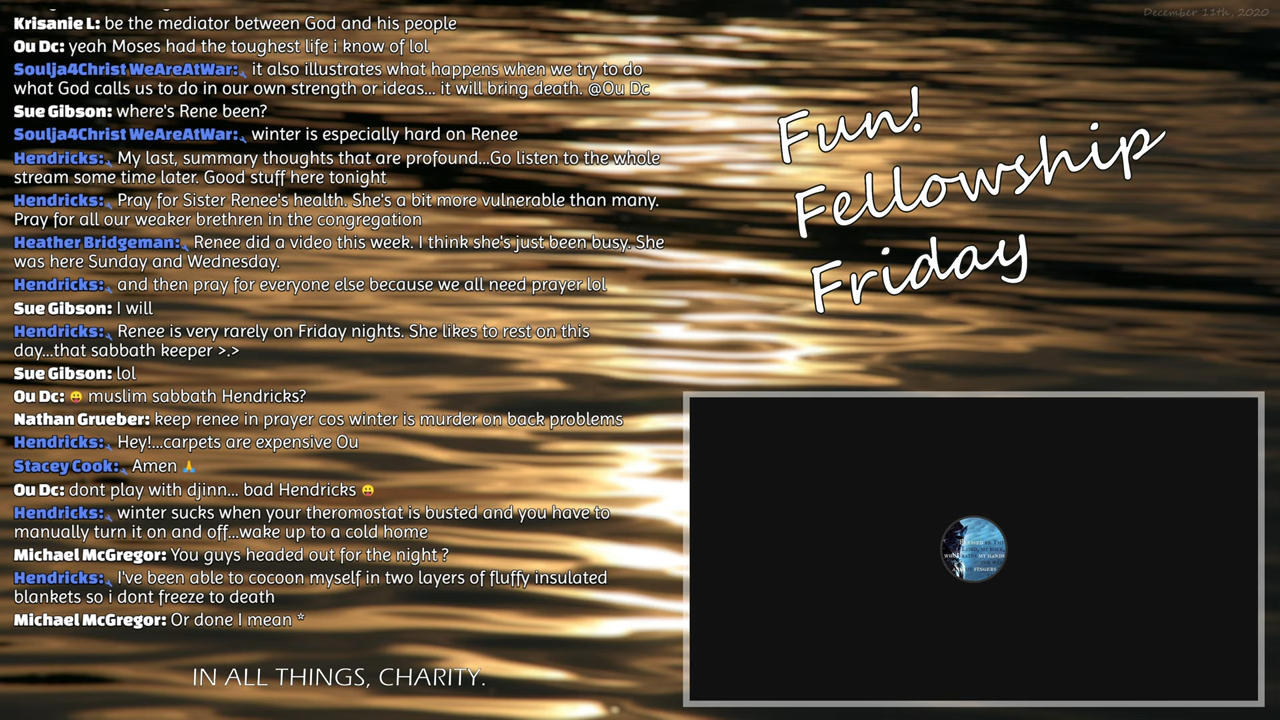 December 11th, 2020
Krisanie L: be the mediator between God and his people
Ou Dc: yeah Moses had the toughest life i know of lol
Soulja4Christ WeAreAtWar: it also illustrates what happens when we try to do
what God calls us to do in our own strength or ideas... it will bring death. @Ou Dc
Sue Gibson: where's Rene been?
Soulja4Christ WeAreAtWar: winter is especially hard on Renee
Hendricks: My last, summary thoughts that are profound...Go listen to the whole
stream some time later. Good stuff here tonight
Hendricks: Pray for Sister Renee's health. She's a bit more vulnerable than many.
Pray for all our weaker brethren in the congregation
Heather Bridgeman: Renee did a video this week. I think she's just been busy. She
was here Sunday and Wednesday.
Hendricks: and then pray for everyone else because we all need prayer lol
Sue Gibson: I will
Hendricks: Renee is very rarely on Friday nights. She likes to rest on this
day...that sabbath keeper >.>
Sue Gibson: lol
Ou Dc: 😛 muslim sabbath Hendricks?
Nathan Grueber: keep renee in prayer cos winter is murder on back problems
Hendricks: Hey!...carpets are expensive Ou
Stacey Cook: Amen 🙏
Ou Dc: dont play with djinn... bad Hendricks 😛
Hendricks: winter sucks when your theromostat is busted and you have to
manually turn it on and off...wake up to a cold home
Michael McGregor: You guys headed out for the night ?
Hendricks: I've been able to cocoon myself in two layers of fluffy insulated
blankets so i dont freeze to death
Michael McGregor: Or done I mean *
IN ALL THINGS, CHARITY.
Fun!
Fellowship
Friday
Blessed be the
Lord, my rock,
my hands
fingers